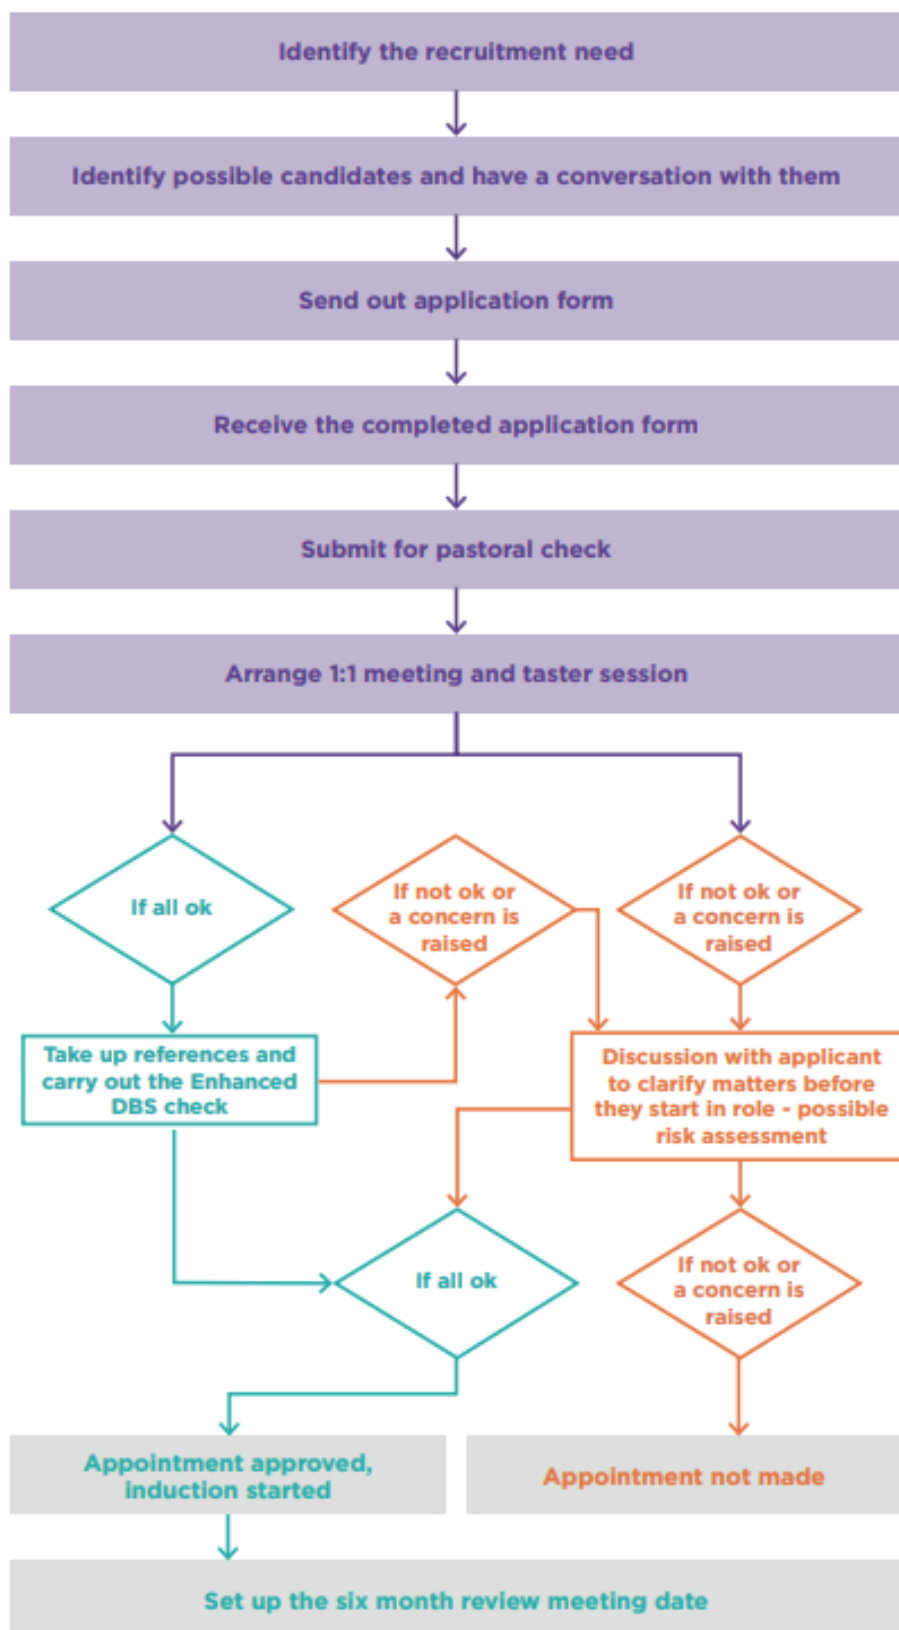 Identify the recruitment need
Identify possible candidates and have a conversation with them
Send out application form
Receive the completed application form
Submit for pastoral check
Arrange 1:1 meeting and taster session
If all ok
If not ok or
a concern is
raised
If not ok or
a concern is
raised
Take up references and
carry out the Enhanced
DBS check
Discussion with applicant
to clarify matters before
they start in role - possible
risk assessment
If all ok
If not ok or
a concern is
raised
Appointment approved,
induction started
Appointment not made
Set up the six month review meeting date